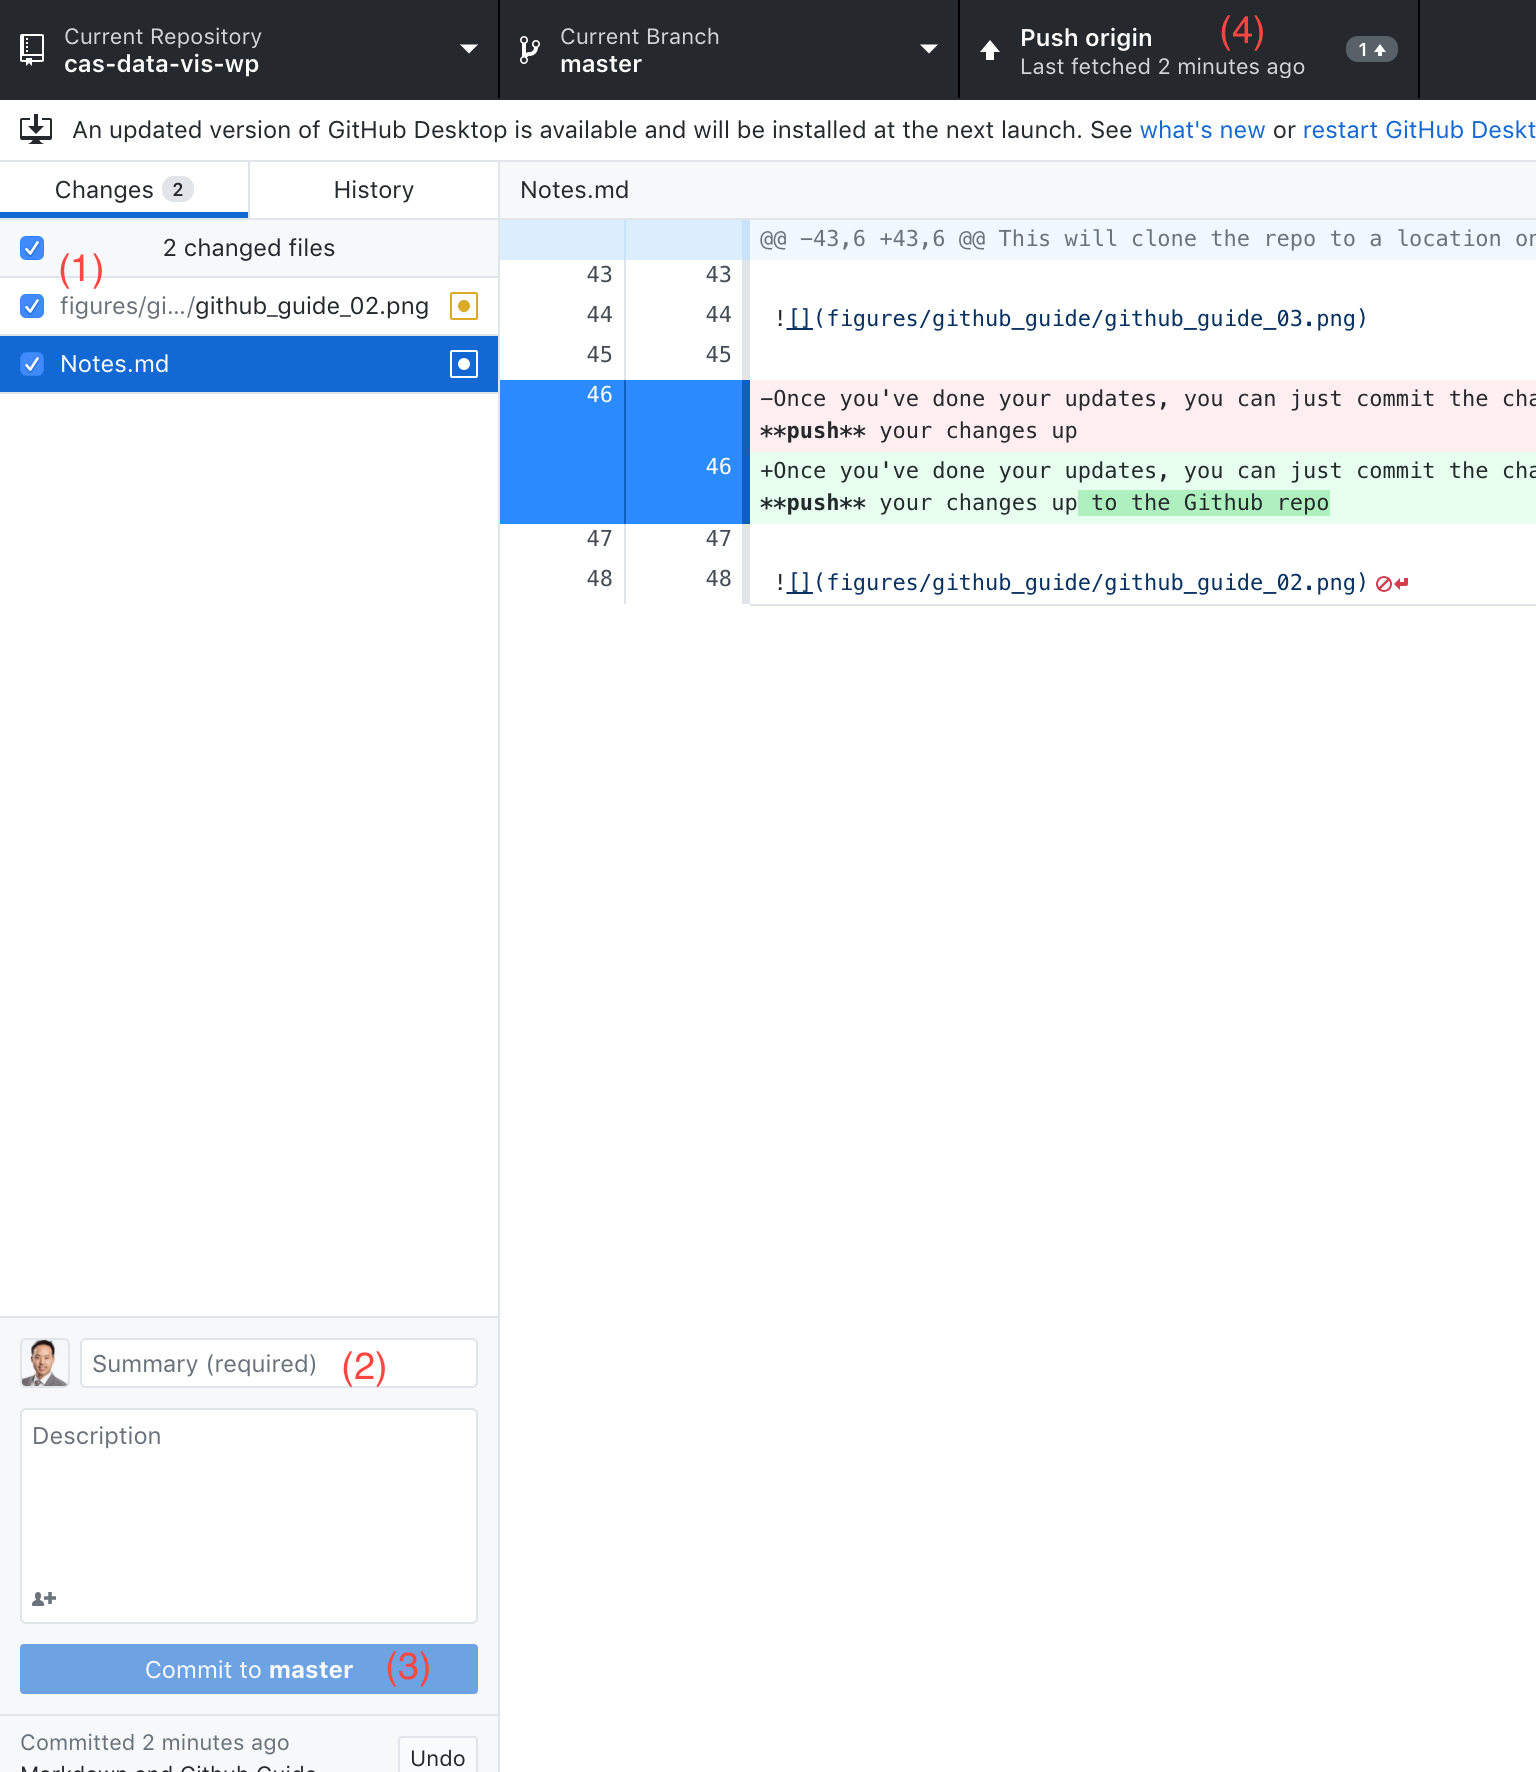 Current Repository
cas-data-vis-wp
Current Branch
master
Push origin
Last fetched 2 minutes ago
(4)
1
An updated version of GitHub Desktop is available and will be installed at the next launch. See what's new or restart GitHub Deskt
Changes 2
History
Notes.md
2 changed files
(1)
figures/gi.../github_guide_02.png
Notes.md
@@ -43,6 +43,6 @@ This will clone the repo to a location or
43 43
44 44 ![](figures/github_guide/github_guide_03.png)
45 45
46 -Once you've done your updates, you can just commit the cha
**push** your changes up
46 +Once you've done your updates, you can just commit the cha
**push** your changes up to the Github repo
47 47
48 48 ![](figures/github_guide/github_guide_02.png)
Summary (required) (2)
Description
Commit to master (3)
Committed 2 minutes ago
Markdown and Github Guide
Undo